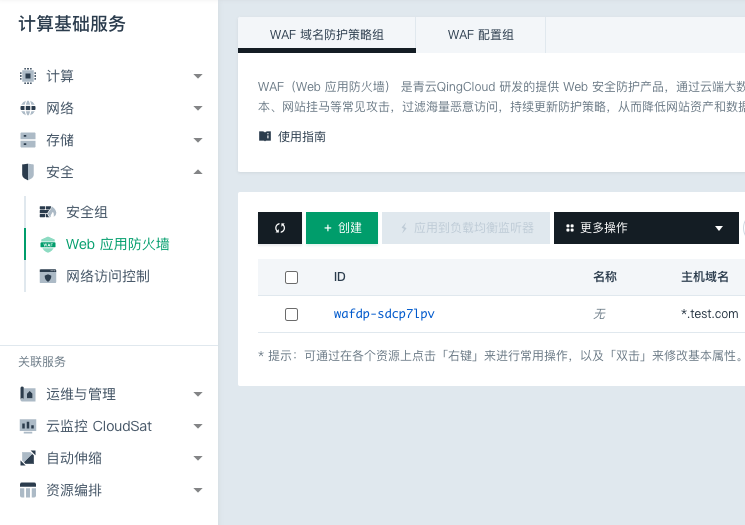 计算基础服务
计算
网络
存储
安全
安全组
Web 应用防火墙
网络访问控制
关联服务
运维与管理
云监控 CloudSat
自动伸缩
资源编排
WAF 域名防护策略组 WAF 配置组
WAF（Web 应用防火墙） 是青云QingCloud 研发的提供 Web 安全防护产品，通过云端大数
本、网站挂马等常见攻击，过滤海量恶意访问，持续更新防护策略，从而降低网站资产和数据
使用指南
+ 创建 应用到负载均衡监听器 更多操作
ID 名称 主机域名
wafdp-sdcp7lpv 无 *.test.com
* 提示：可通过在各个资源上点击「右键」来进行常用操作，以及「双击」来修改基本属性。